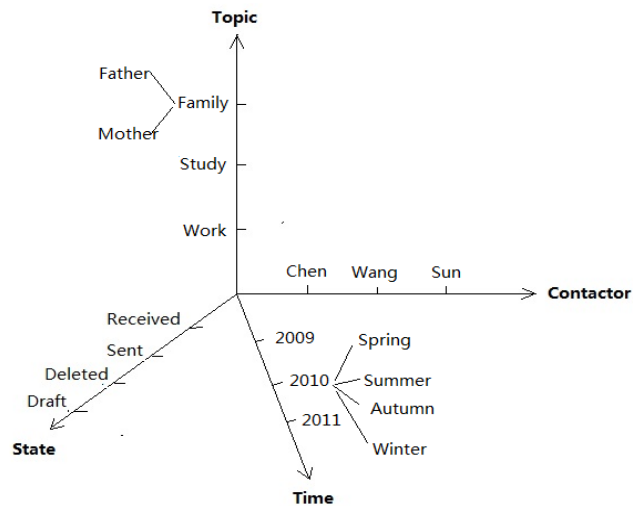 Topic
Father
Family
Mother
Study
Work
Chen
Wang
Sun
Contactor
Received
2009
Spring
Sent
Deleted
2010
Summer
Draft
Autumn
2011
State
Winter
Time